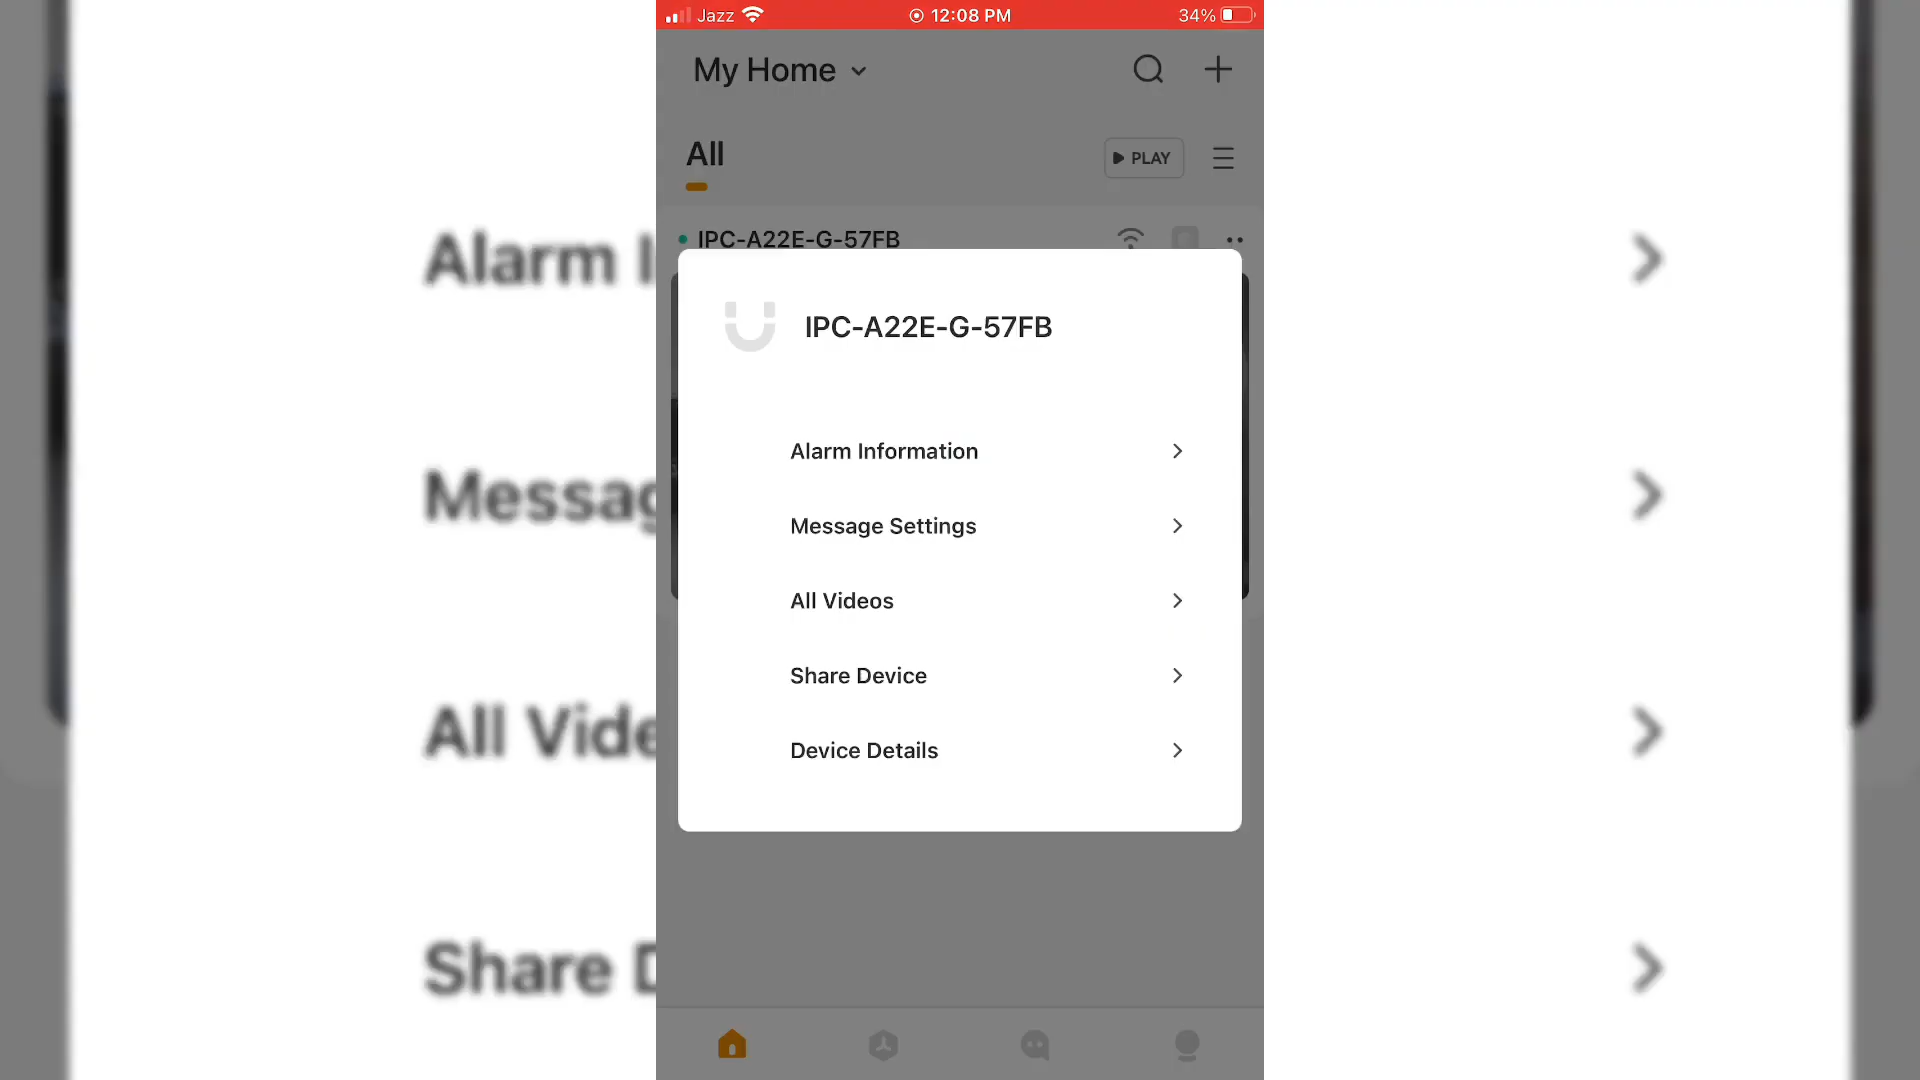 Jazz 12:08 PM 34%
My Home
All PLAY
IPC-A22E-G-57FB
IPC-A22E-G-57FB
Alarm Information
Message Settings
All Videos
Share Device
Device Details
Alarm I
Messag
All Vide
Share D